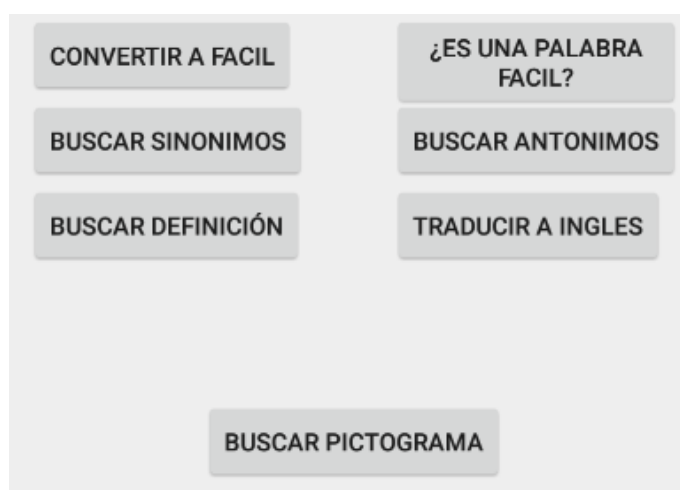 CONVERTIR A FACIL
¿ES UNA PALABRA
FACIL?
BUSCAR SINONIMOS
BUSCAR ANTONIMOS
BUSCAR DEFINICIÓN
TRADUCIR A INGLES
BUSCAR PICTOGRAMA